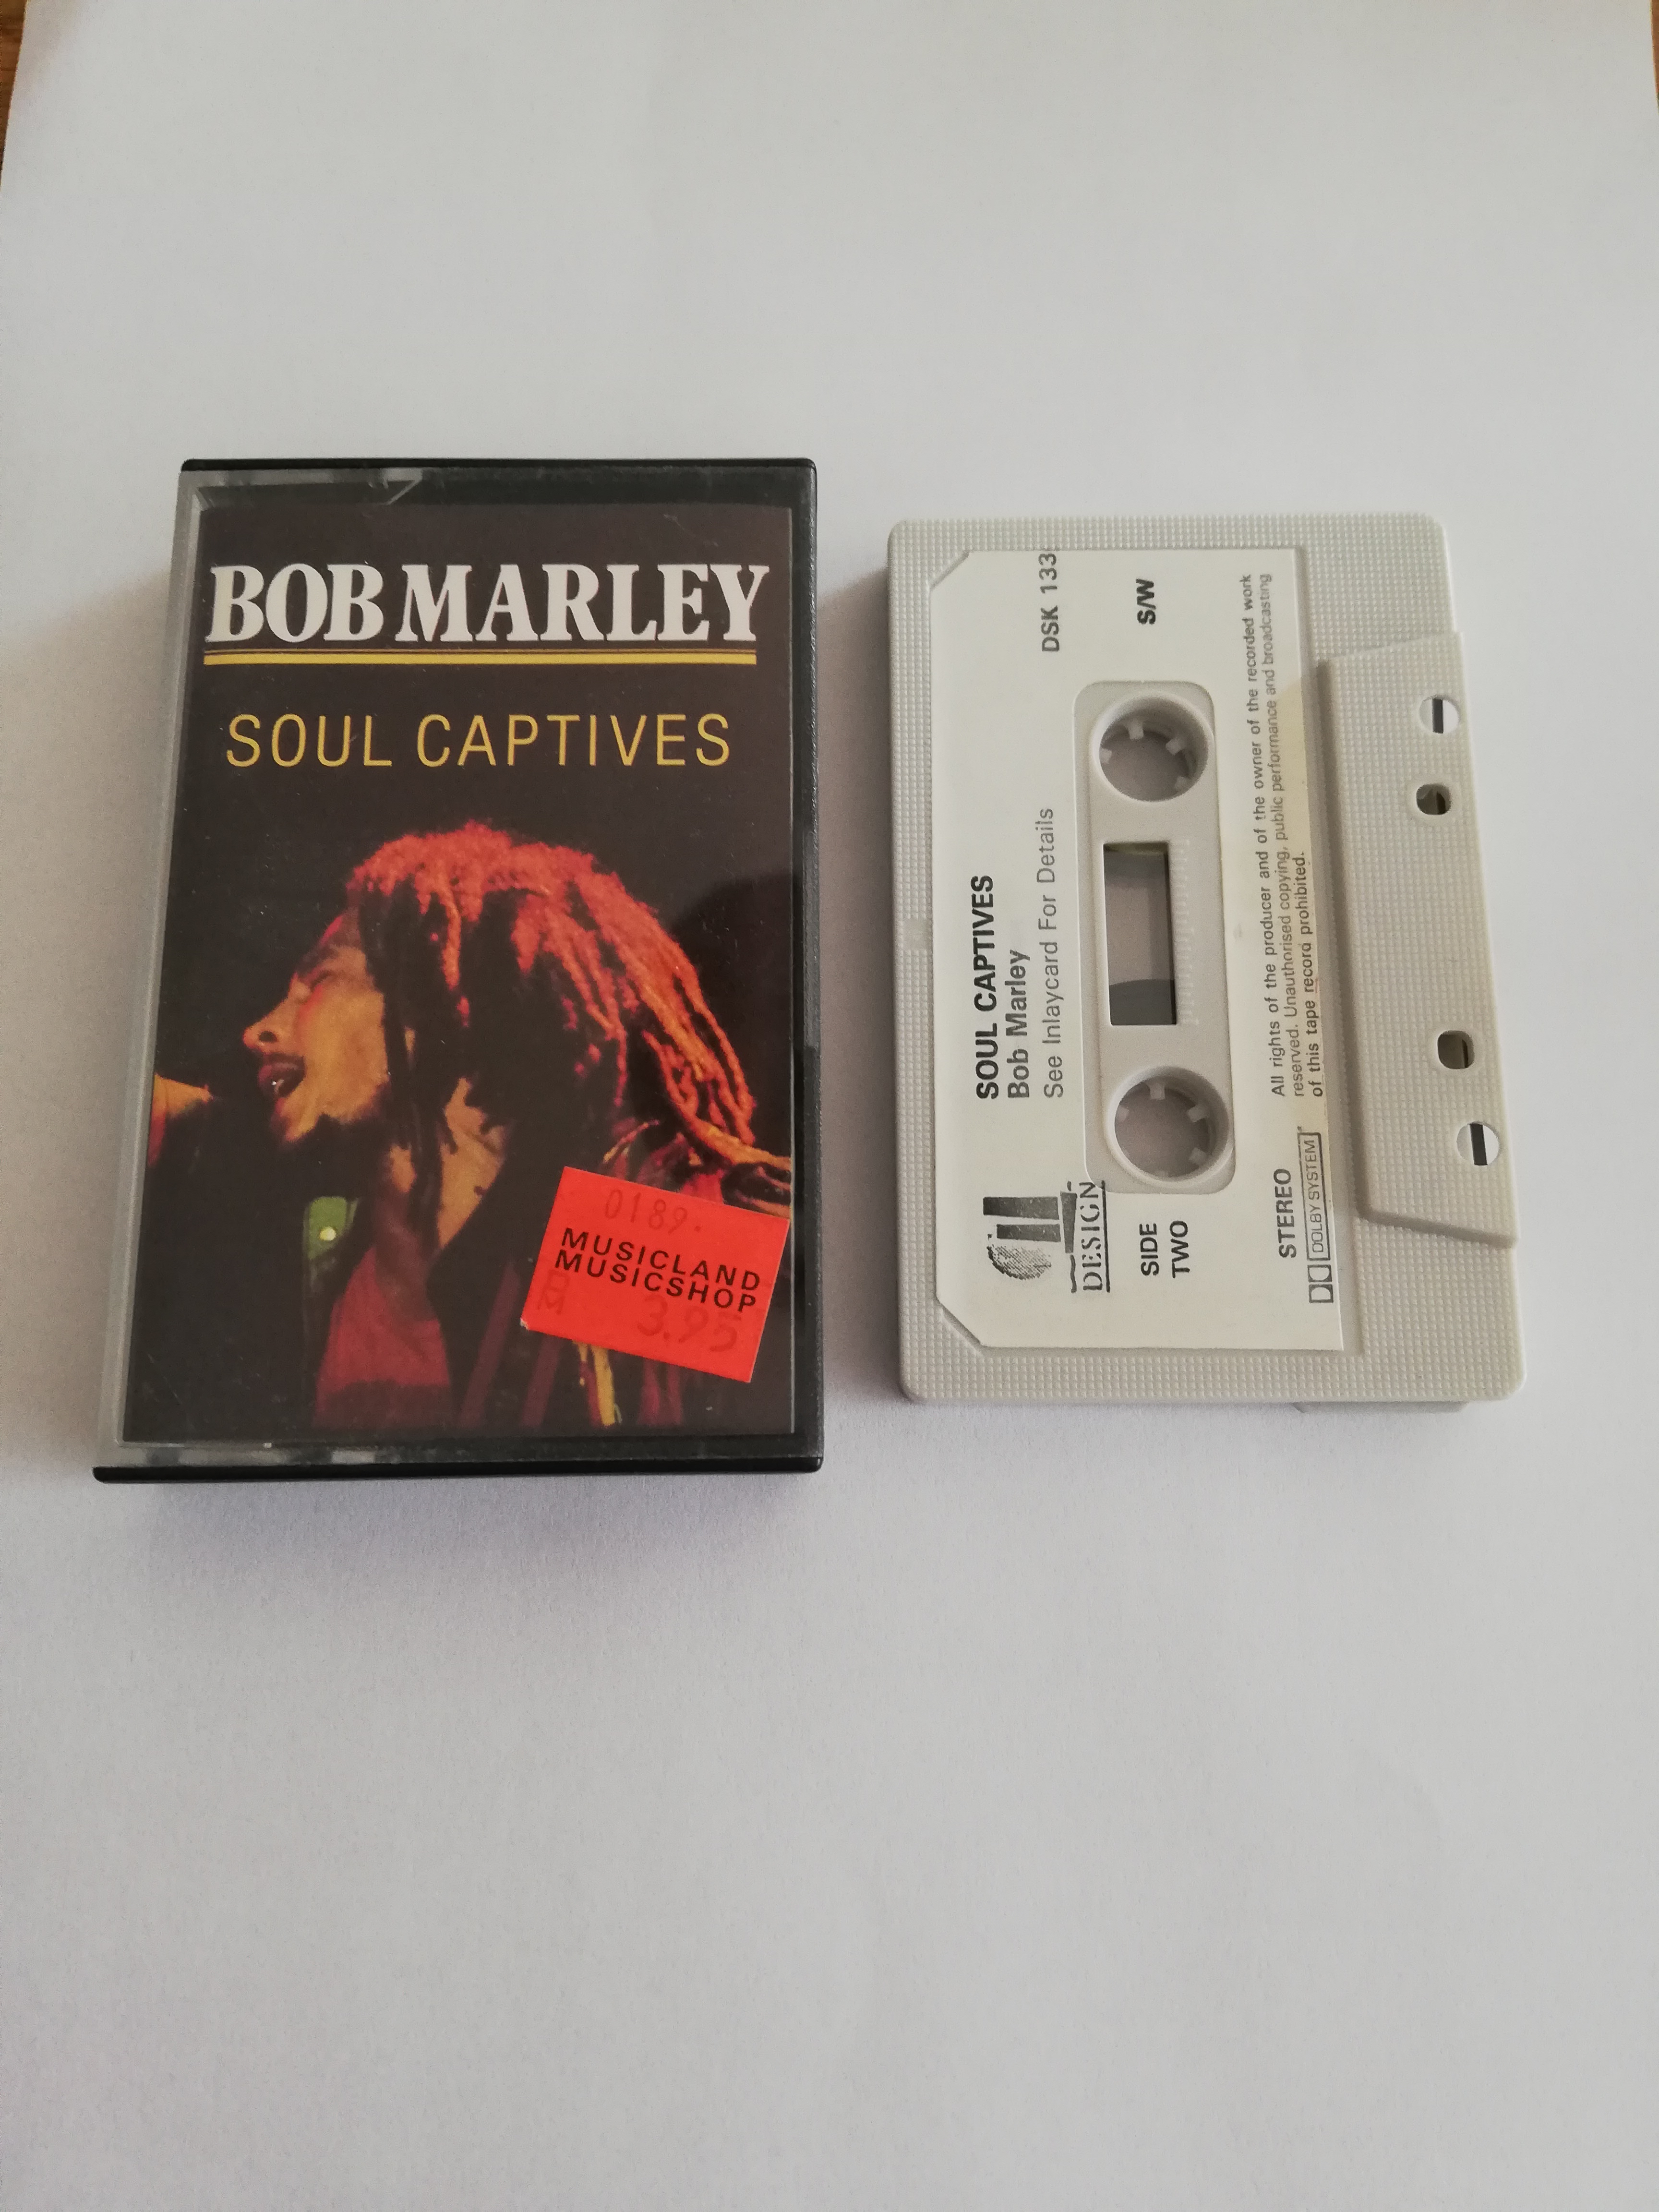 BOB MARLEY
SOUL CAPTIVES
0189.
MUSICLAND
MUSICSHOP
3.95
SOUL CAPTIVES
Bob Marley
See Inlaycard For Details
DSK 133
DESIGN
SIDE
TWO
S/W
STEREO
DOLBY SYSTEM
All rights of the producer and of the owner of the recorded work
reserved. Unauthorised copying, public performance and broadcasting
of this tape record prohibited.